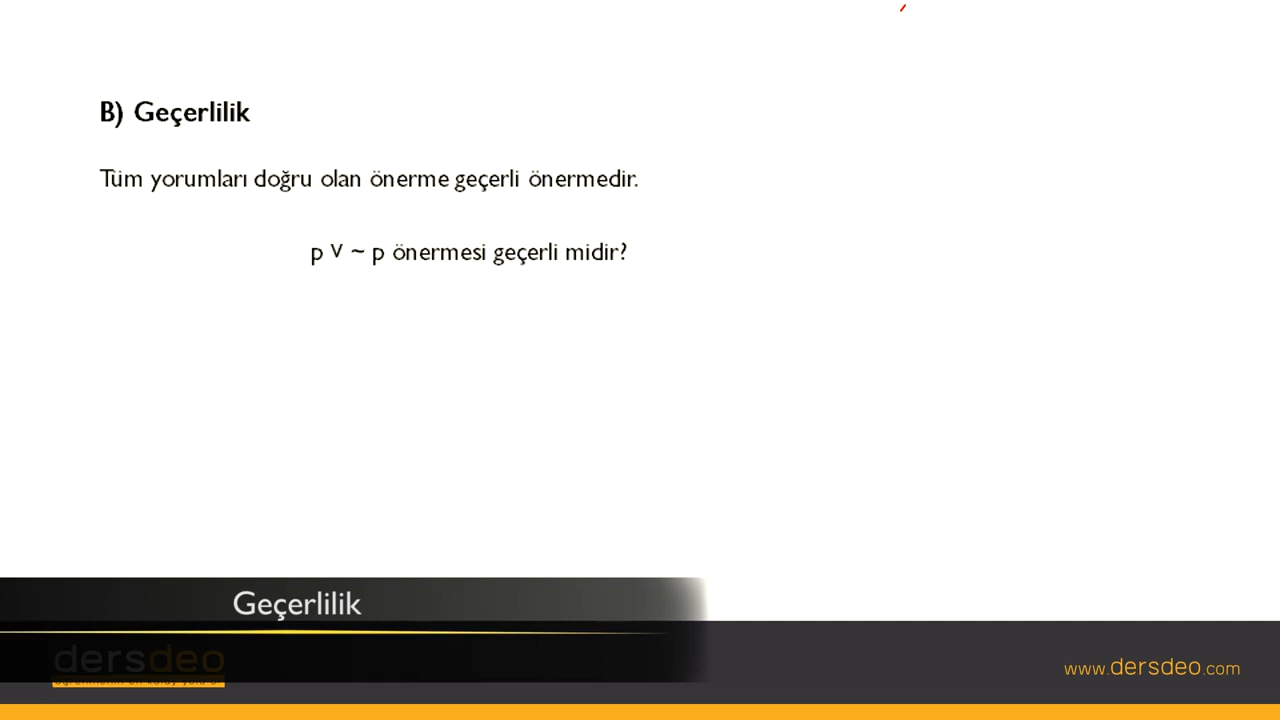 B) Geçerlilik
Tüm yorumları doğru olan önerme geçerli önermedir.
p ∨ ~ p önermesi geçerli midir?
Geçerlilik
dersdeo
www.dersdeo.com